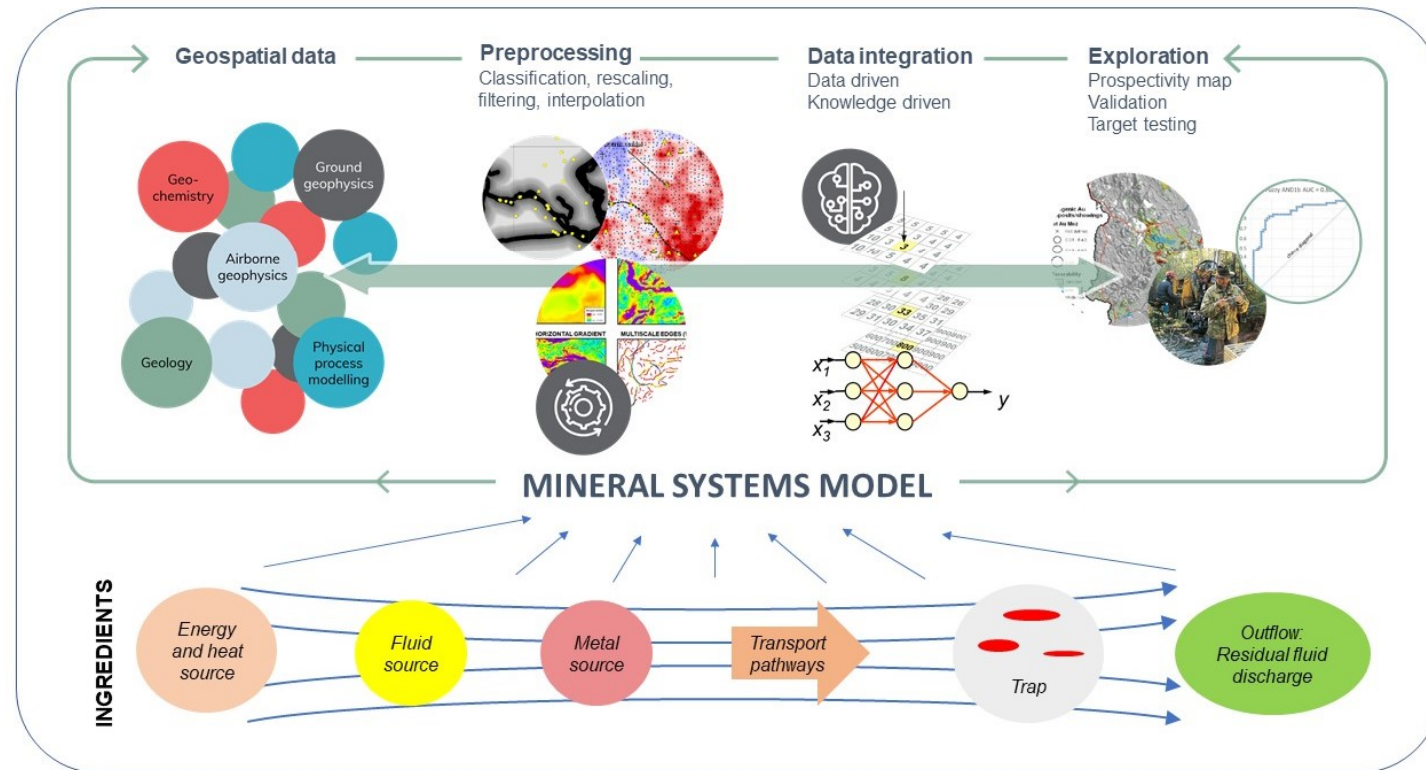 Geospatial data
Preprocessing
Classification, rescaling,
filtering, interpolation
Data integration
Data driven
Knowledge driven
Exploration
Prospectivity map
Validation
Target testing
Geo-
chemistry
Ground
geophysics
Airborne
geophysics
Geology
Physical
process
modelling
HORIZONTAL GRADIENT
MULTISCALE EDGES
x1
x2
x3
y
MINERAL SYSTEMS MODEL
INGREDIENTS
Energy
and heat
source
Fluid
source
Metal
source
Transport
pathways
Trap
Outflow:
Residual fluid
discharge